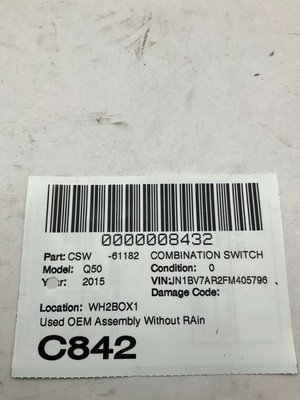 0000008432
Part: CSW -61182 COMBINATION SWITCH
Model: Q50 Condition: 0
Year: 2015 VIN:JN1BV7AR2FM405796
Damage Code:
Location: WH2BOX1
Used OEM Assembly Without RAin
C842